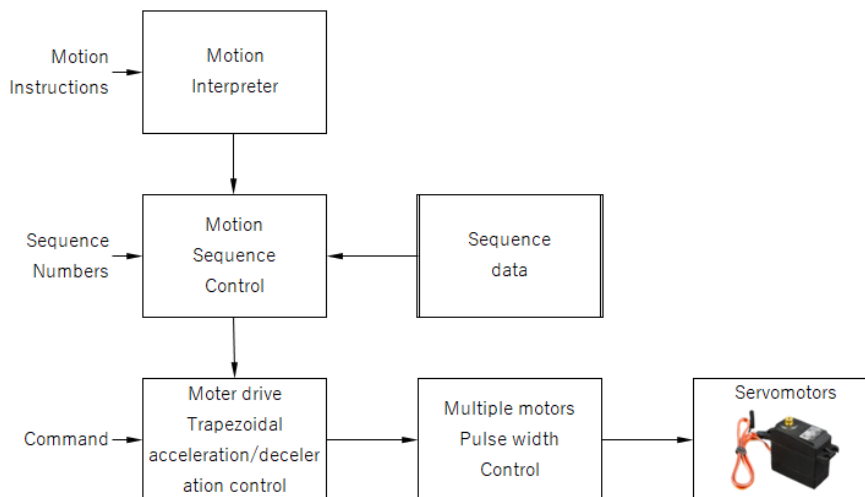 Motion
Instructions
Motion
Interpreter
Sequence
Numbers
Motion
Sequence
Control
Sequence
data
Command
Moter drive
Trapezoidal
acceleration/deceler
ation control
Multiple motors
Pulse width
Control
Servomotors